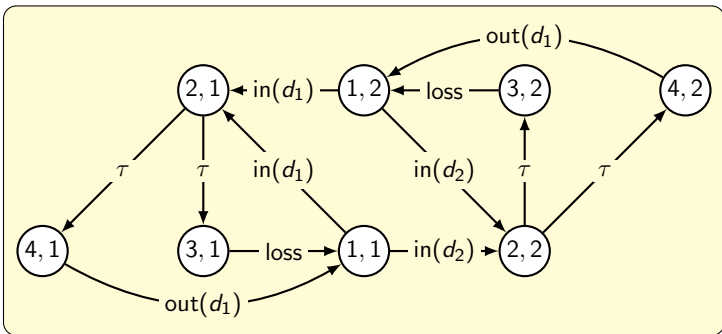 out(d₁)
2, 1
in(d₁)
1, 2
loss
3, 2
4, 2
τ
τ
in(d₁)
in(d₂)
τ
τ
4, 1
3, 1
loss
1, 1
in(d₂)
2, 2
out(d₁)